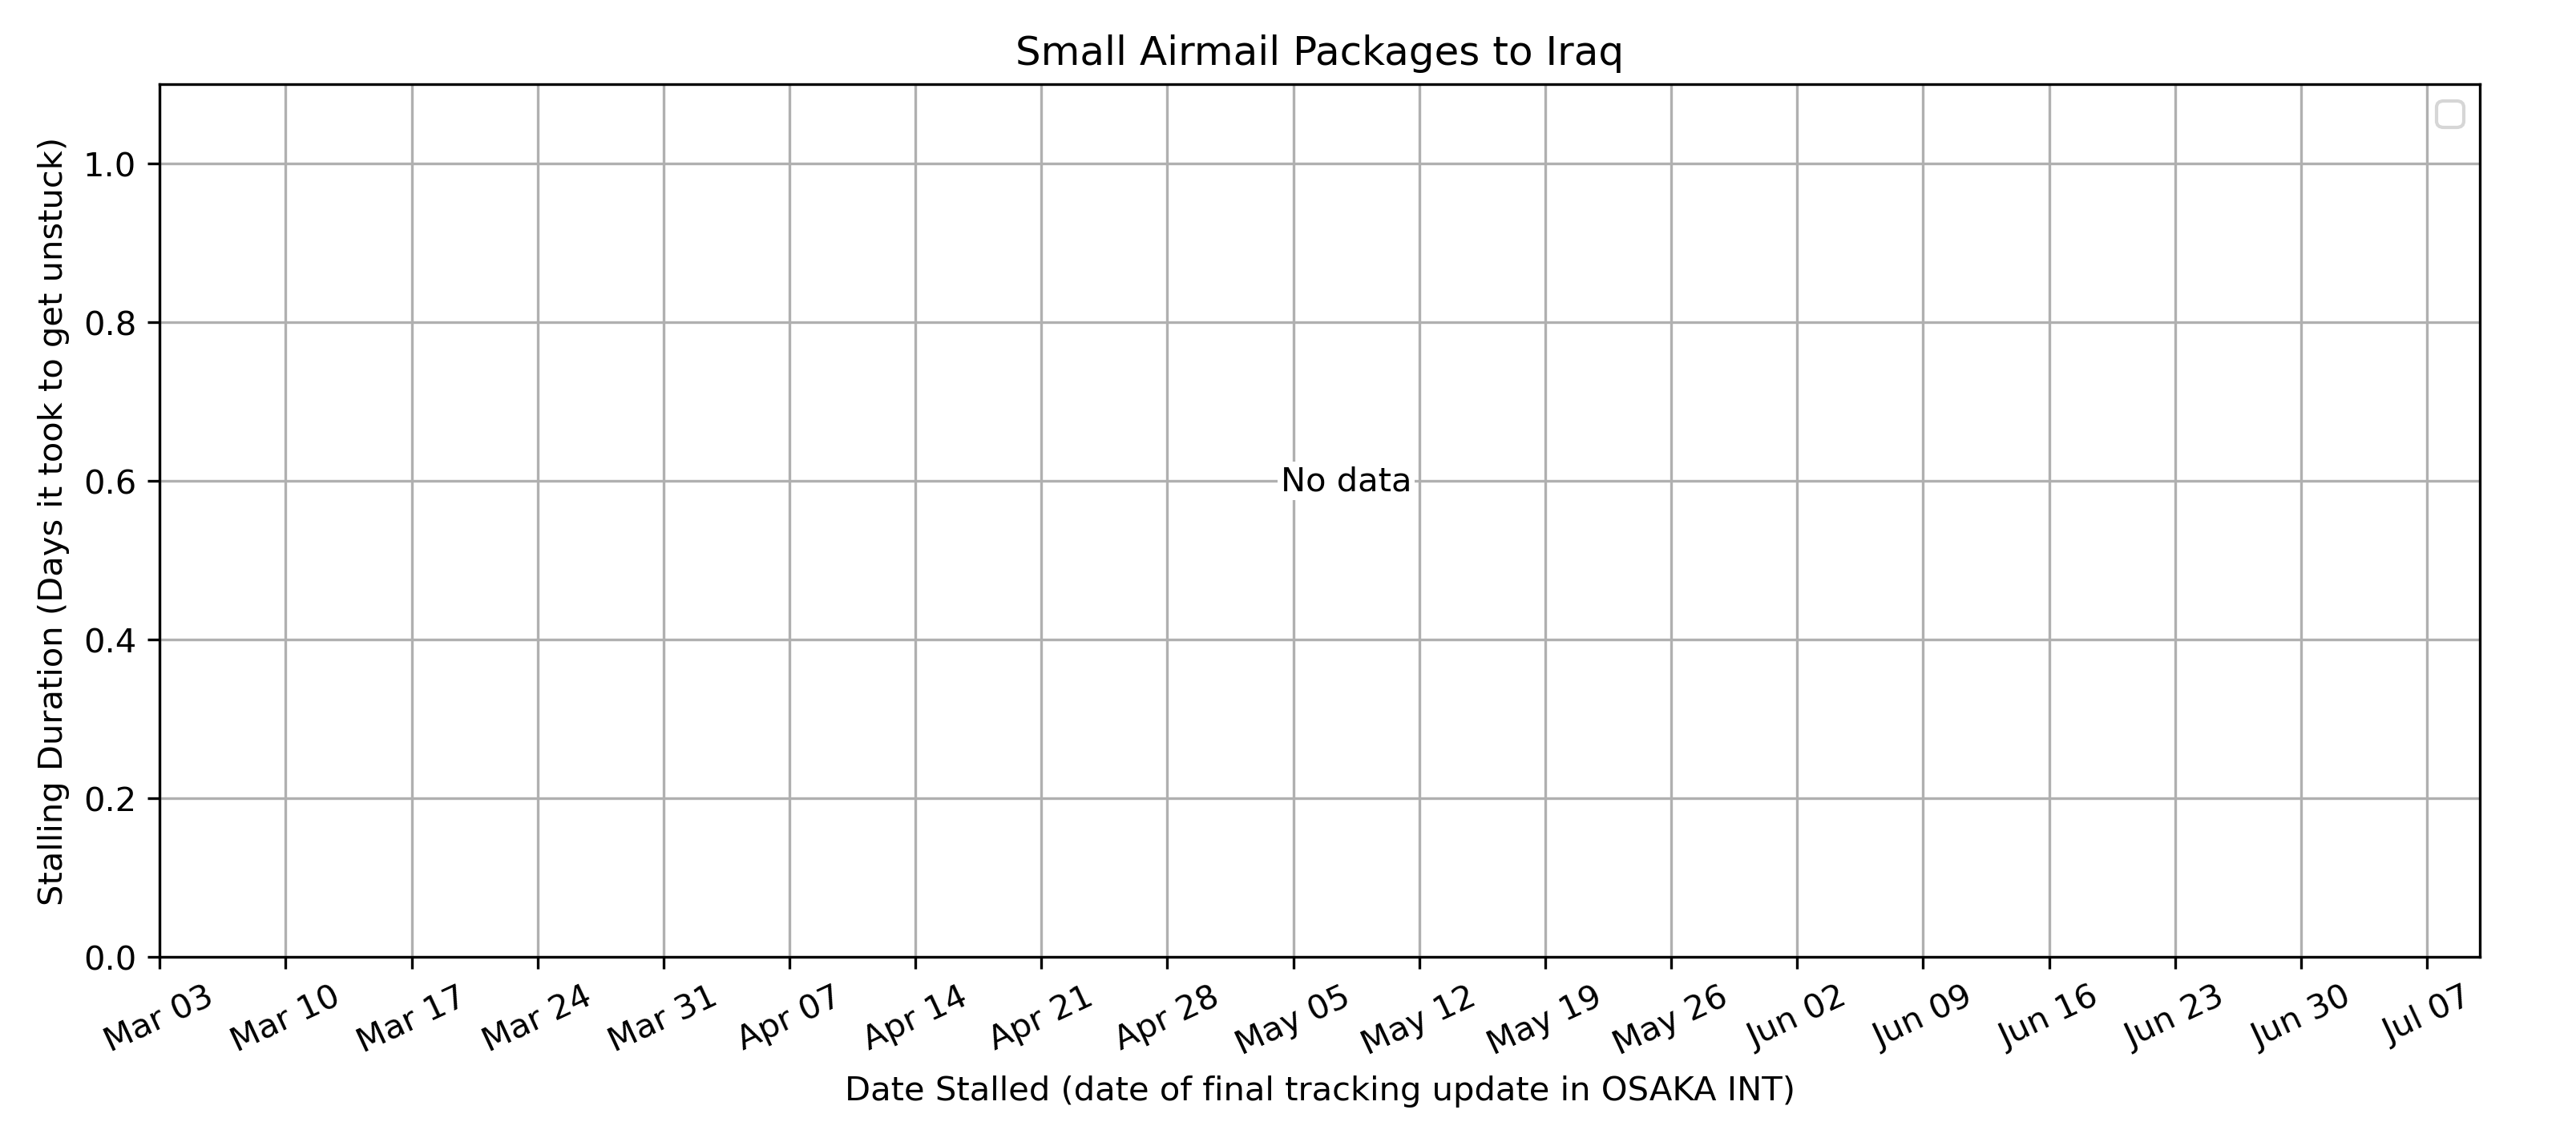 Small Airmail Packages to Iraq
Stalling Duration (Days it took to get unstuck)
1.0
0.8
0.6
0.4
0.2
0.0
No data
Mar 03 Mar 10 Mar 17 Mar 24 Mar 31 Apr 07 Apr 14 Apr 21 Apr 28 May 05 May 12 May 19 May 26 Jun 02 Jun 09 Jun 16 Jun 23 Jun 30 Jul 07
Date Stalled (date of final tracking update in OSAKA INT)